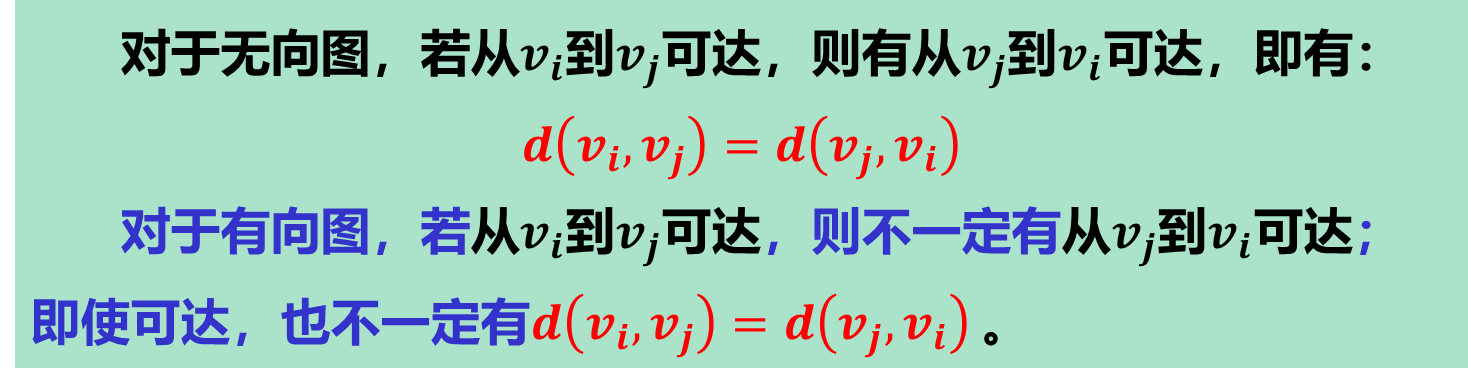 对于无向图，若从𝒗ᵢ到𝒗ⱼ可达，则有从𝒗ⱼ到𝒗ᵢ可达，即有：
𝒅(𝒗ᵢ, 𝒗ⱼ) = 𝒅(𝒗ⱼ, 𝒗ᵢ)
对于有向图，若从𝒗ᵢ到𝒗ⱼ可达，则不一定有从𝒗ⱼ到𝒗ᵢ可达；
即使可达，也不一定有𝒅(𝒗ᵢ, 𝒗ⱼ) = 𝒅(𝒗ⱼ, 𝒗ᵢ) 。